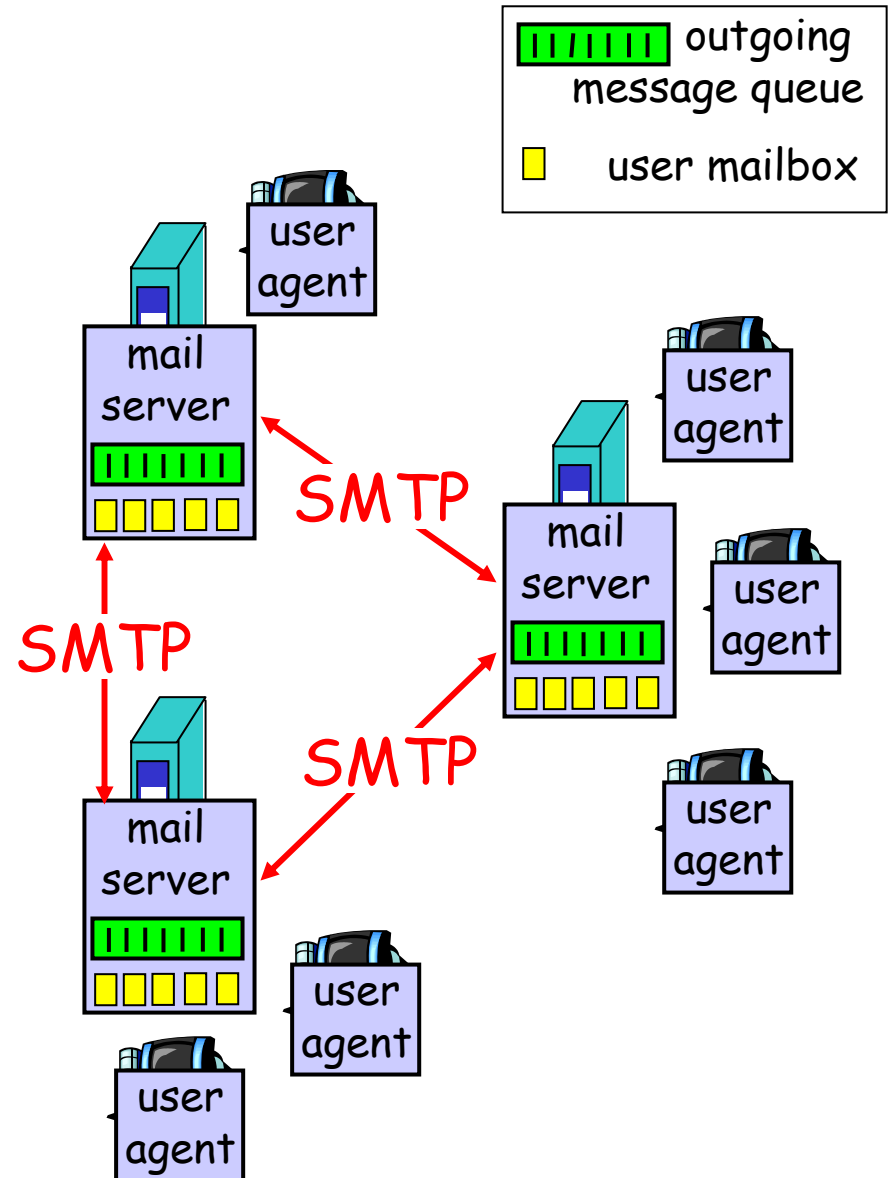 outgoing
message queue
user mailbox
user
agent
mail
server
user
agent
SMTP
mail
server
user
agent
SMTP
SMTP
user
agent
mail
server
user
agent
user
agent